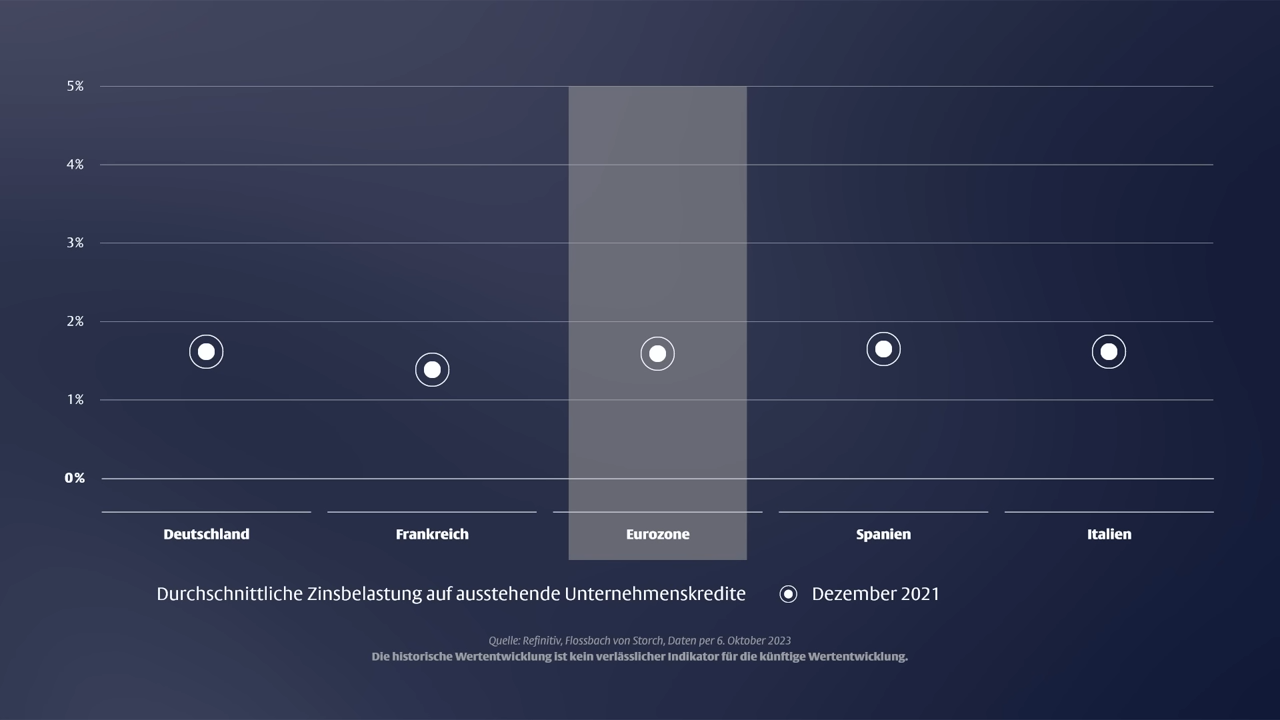 5%
4%
3%
2%
1%
0%
Deutschland
Frankreich
Eurozone
Spanien
Italien
Durchschnittliche Zinsbelastung auf ausstehende Unternehmenskredite
Dezember 2021
Quelle: Refinitiv, Flossbach von Storch, Daten per 6. Oktober 2023
Die historische Wertentwicklung ist kein verlässlicher Indikator für die künftige Wertentwicklung.